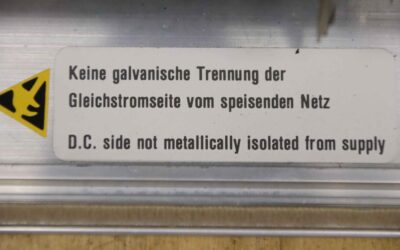 Keine galvanische Trennung der
Gleichstromseite vom speisenden Netz
D.C. side not metallically isolated from supply